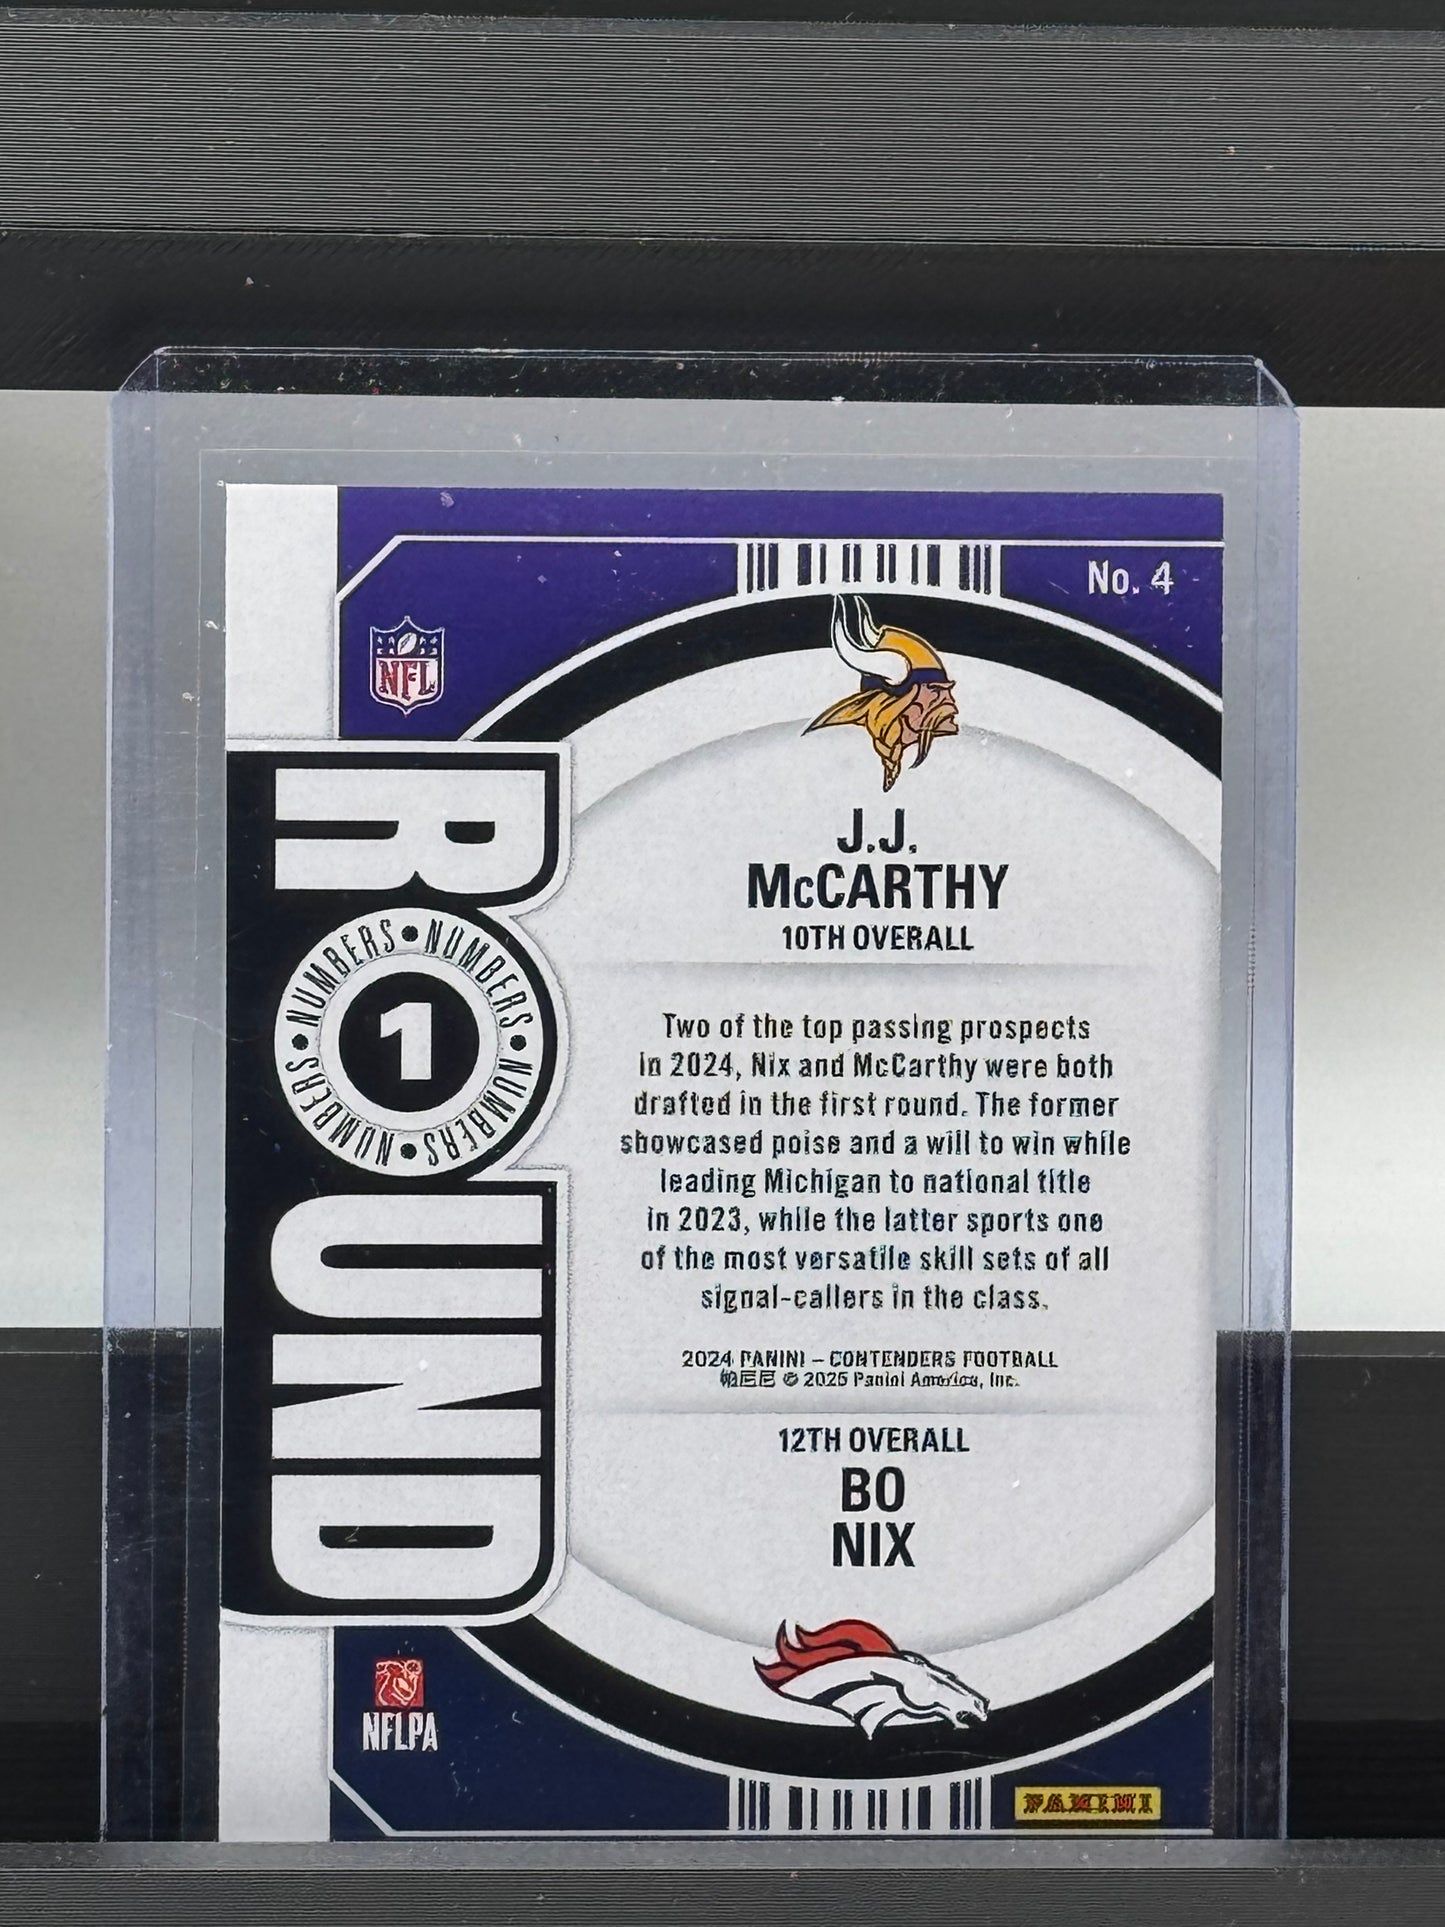 No. 4
NFL
J.J.
McCARTHY
10TH OVERALL
ROUND
NUMBERS • NUMBERS • NUMBERS • NUMBERS •
1
Two of the top passing prospects
in 2024, Nix and McCarthy were both
drafted in the first round. The former
showcased poise and a will to win while
leading Michigan to national title
in 2023, while the latter sports one
of the most versatile skill sets of all
signal-callers in the class.
2024 PANINI – CONTENDERS FOOTBALL
© 2025 Panini America, Inc.
12TH OVERALL
BO
NIX
NFLPA
PANINI